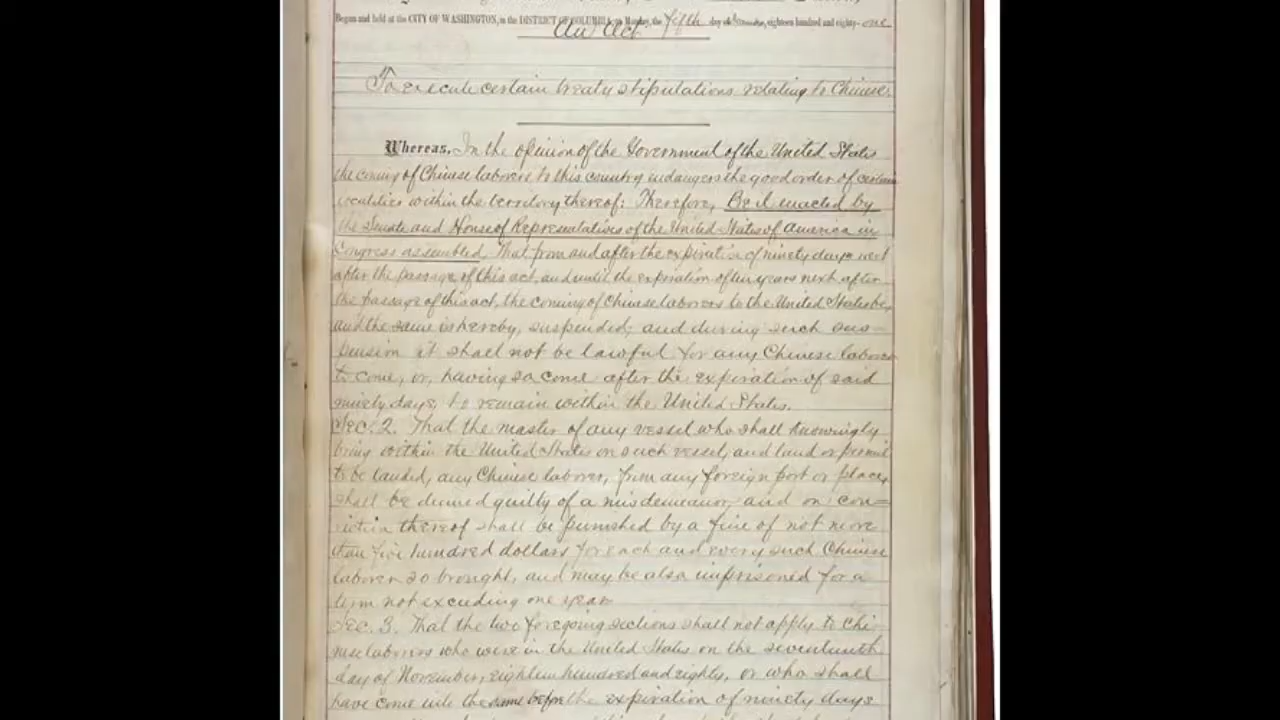 Begun and held at the CITY OF WASHINGTON, in the DISTRICT OF COLUMBIA, on Monday, the fifth day of December, eighteen hundred and eighty-one
An Act
To execute certain treaty stipulations relating to Chinese.
Whereas, In the opinion of the Government of the United States
the coming of Chinese laborers to this country endangers the good order of certain
localities within the territory thereof: Therefore, Be it enacted by
the Senate and House of Representatives of the United States of America in
Congress assembled, That from and after the expiration of ninety days next
after the passage of this act, and until the expiration of ten years next after
the passage of this act, the coming of Chinese laborers to the United States be,
and the same is hereby, suspended; and during such sus-
pension it shall not be lawful for any Chinese laborer
to come, or, having so come after the expiration of said
ninety days, to remain within the United States.
Sec. 2. That the master of any vessel who shall knowingly
bring within the United States on such vessel, and land or permit
to be landed, any Chinese laborer, from any foreign port or place,
shall be deemed guilty of a misdemeanor, and on con=
viction thereof shall be punished by a fine of not more
than five hundred dollars for each and every such Chinese
laborer so brought, and may be also imprisoned for a
term not exceeding one year.
Sec. 3. That the two foregoing sections shall not apply to Chi-
nese laborers who were in the United States on the seventeenth
day of November, eighteen hundred and eighty, or who shall
have come into the same before the expiration of ninety days